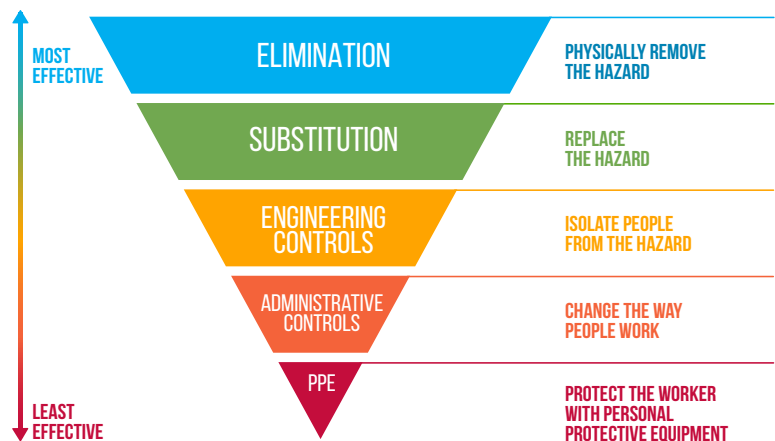 MOST
EFFECTIVE
ELIMINATION
PHYSICALLY REMOVE
THE HAZARD
SUBSTITUTION
REPLACE
THE HAZARD
ENGINEERING
CONTROLS
ISOLATE PEOPLE
FROM THE HAZARD
ADMINISTRATIVE
CONTROLS
CHANGE THE WAY
PEOPLE WORK
PPE
LEAST
EFFECTIVE
PROTECT THE WORKER
WITH PERSONAL
PROTECTIVE EQUIPMENT